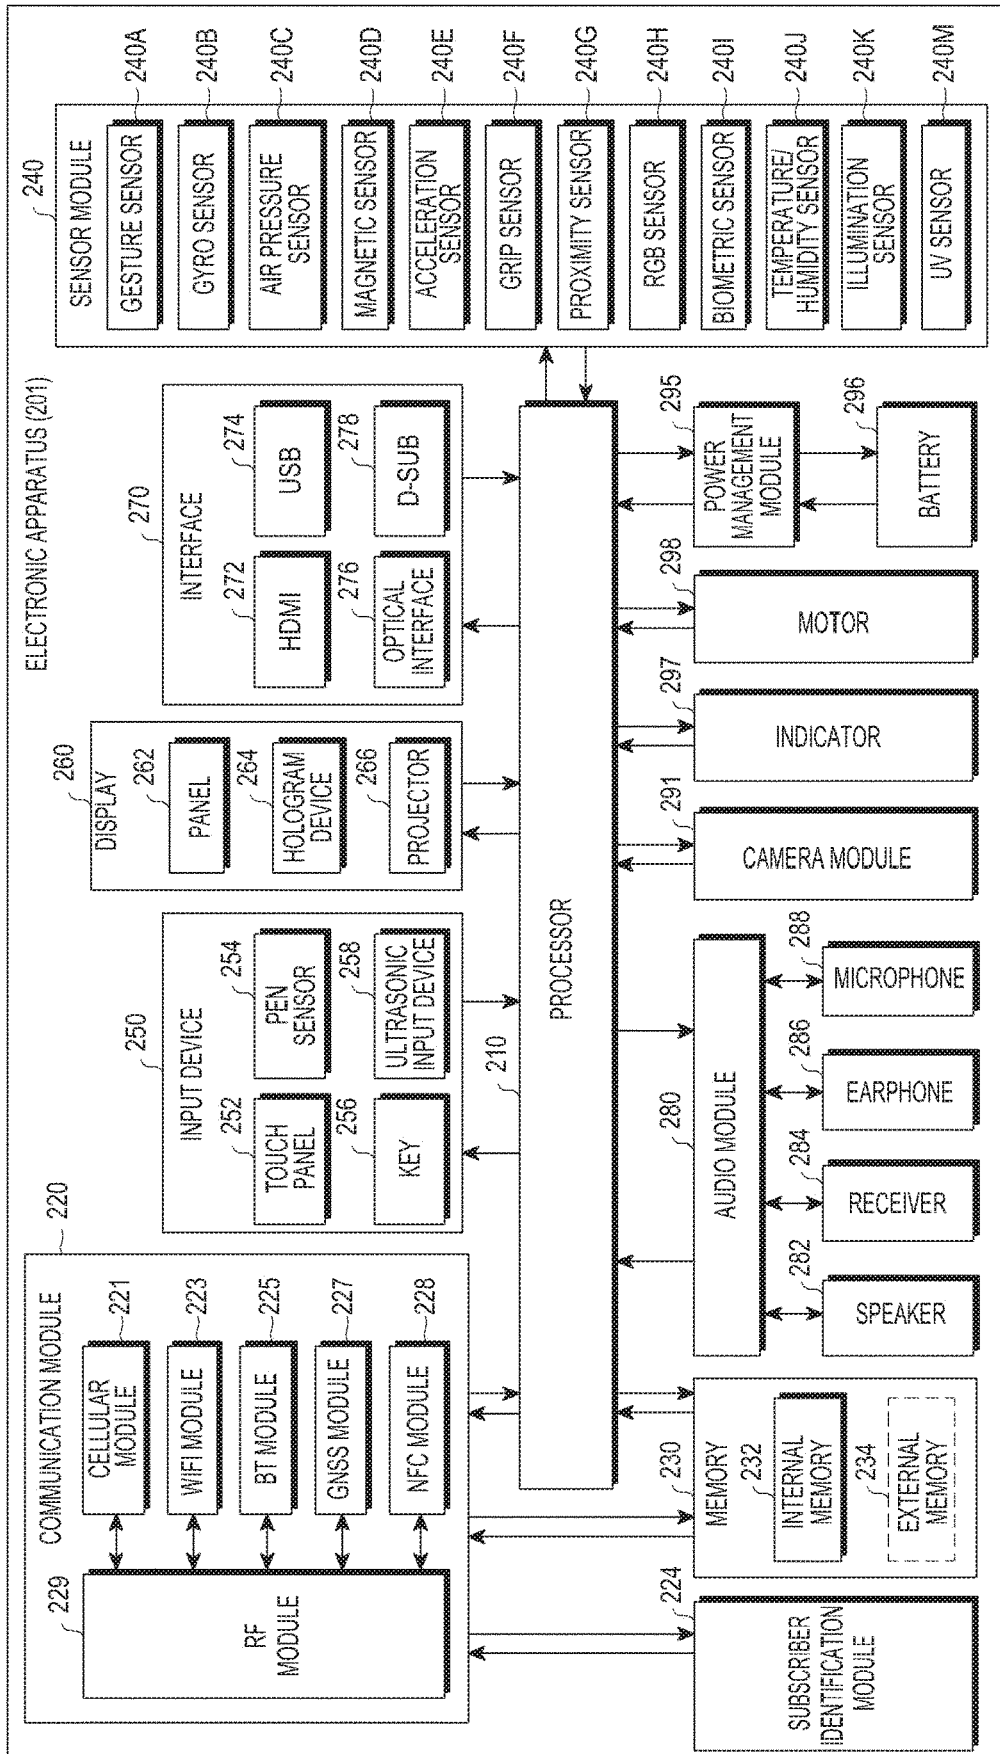 ELECTRONIC APPARATUS (201)
220
COMMUNICATION MODULE
229
RF
MODULE
CELLULAR
MODULE
221
WIFI MODULE
223
BT MODULE
225
GNSS MODULE
227
NFC MODULE
228
250
INPUT DEVICE
252
TOUCH
PANEL
254
PEN
SENSOR
256
KEY
258
ULTRASONIC
INPUT DEVICE
260
DISPLAY
262
PANEL
264
HOLOGRAM
DEVICE
266
PROJECTOR
270
INTERFACE
272
HDMI
274
USB
276
OPTICAL
INTERFACE
278
D-SUB
240
SENSOR MODULE
GESTURE SENSOR
240A
GYRO SENSOR
240B
AIR PRESSURE
SENSOR
240C
MAGNETIC SENSOR
240D
ACCELERATION
SENSOR
240E
GRIP SENSOR
240F
PROXIMITY SENSOR
240G
RGB SENSOR
240H
BIOMETRIC SENSOR
240I
TEMPERATURE/
HUMIDITY SENSOR
240J
ILLUMINATION
SENSOR
240K
UV SENSOR
240M
210
PROCESSOR
224
SUBSCRIBER
IDENTIFICATION
MODULE
230
MEMORY
232
INTERNAL
MEMORY
234
EXTERNAL
MEMORY
280
AUDIO MODULE
282
SPEAKER
284
RECEIVER
286
EARPHONE
288
MICROPHONE
291
CAMERA MODULE
297
INDICATOR
298
MOTOR
295
POWER
MANAGEMENT
MODULE
296
BATTERY